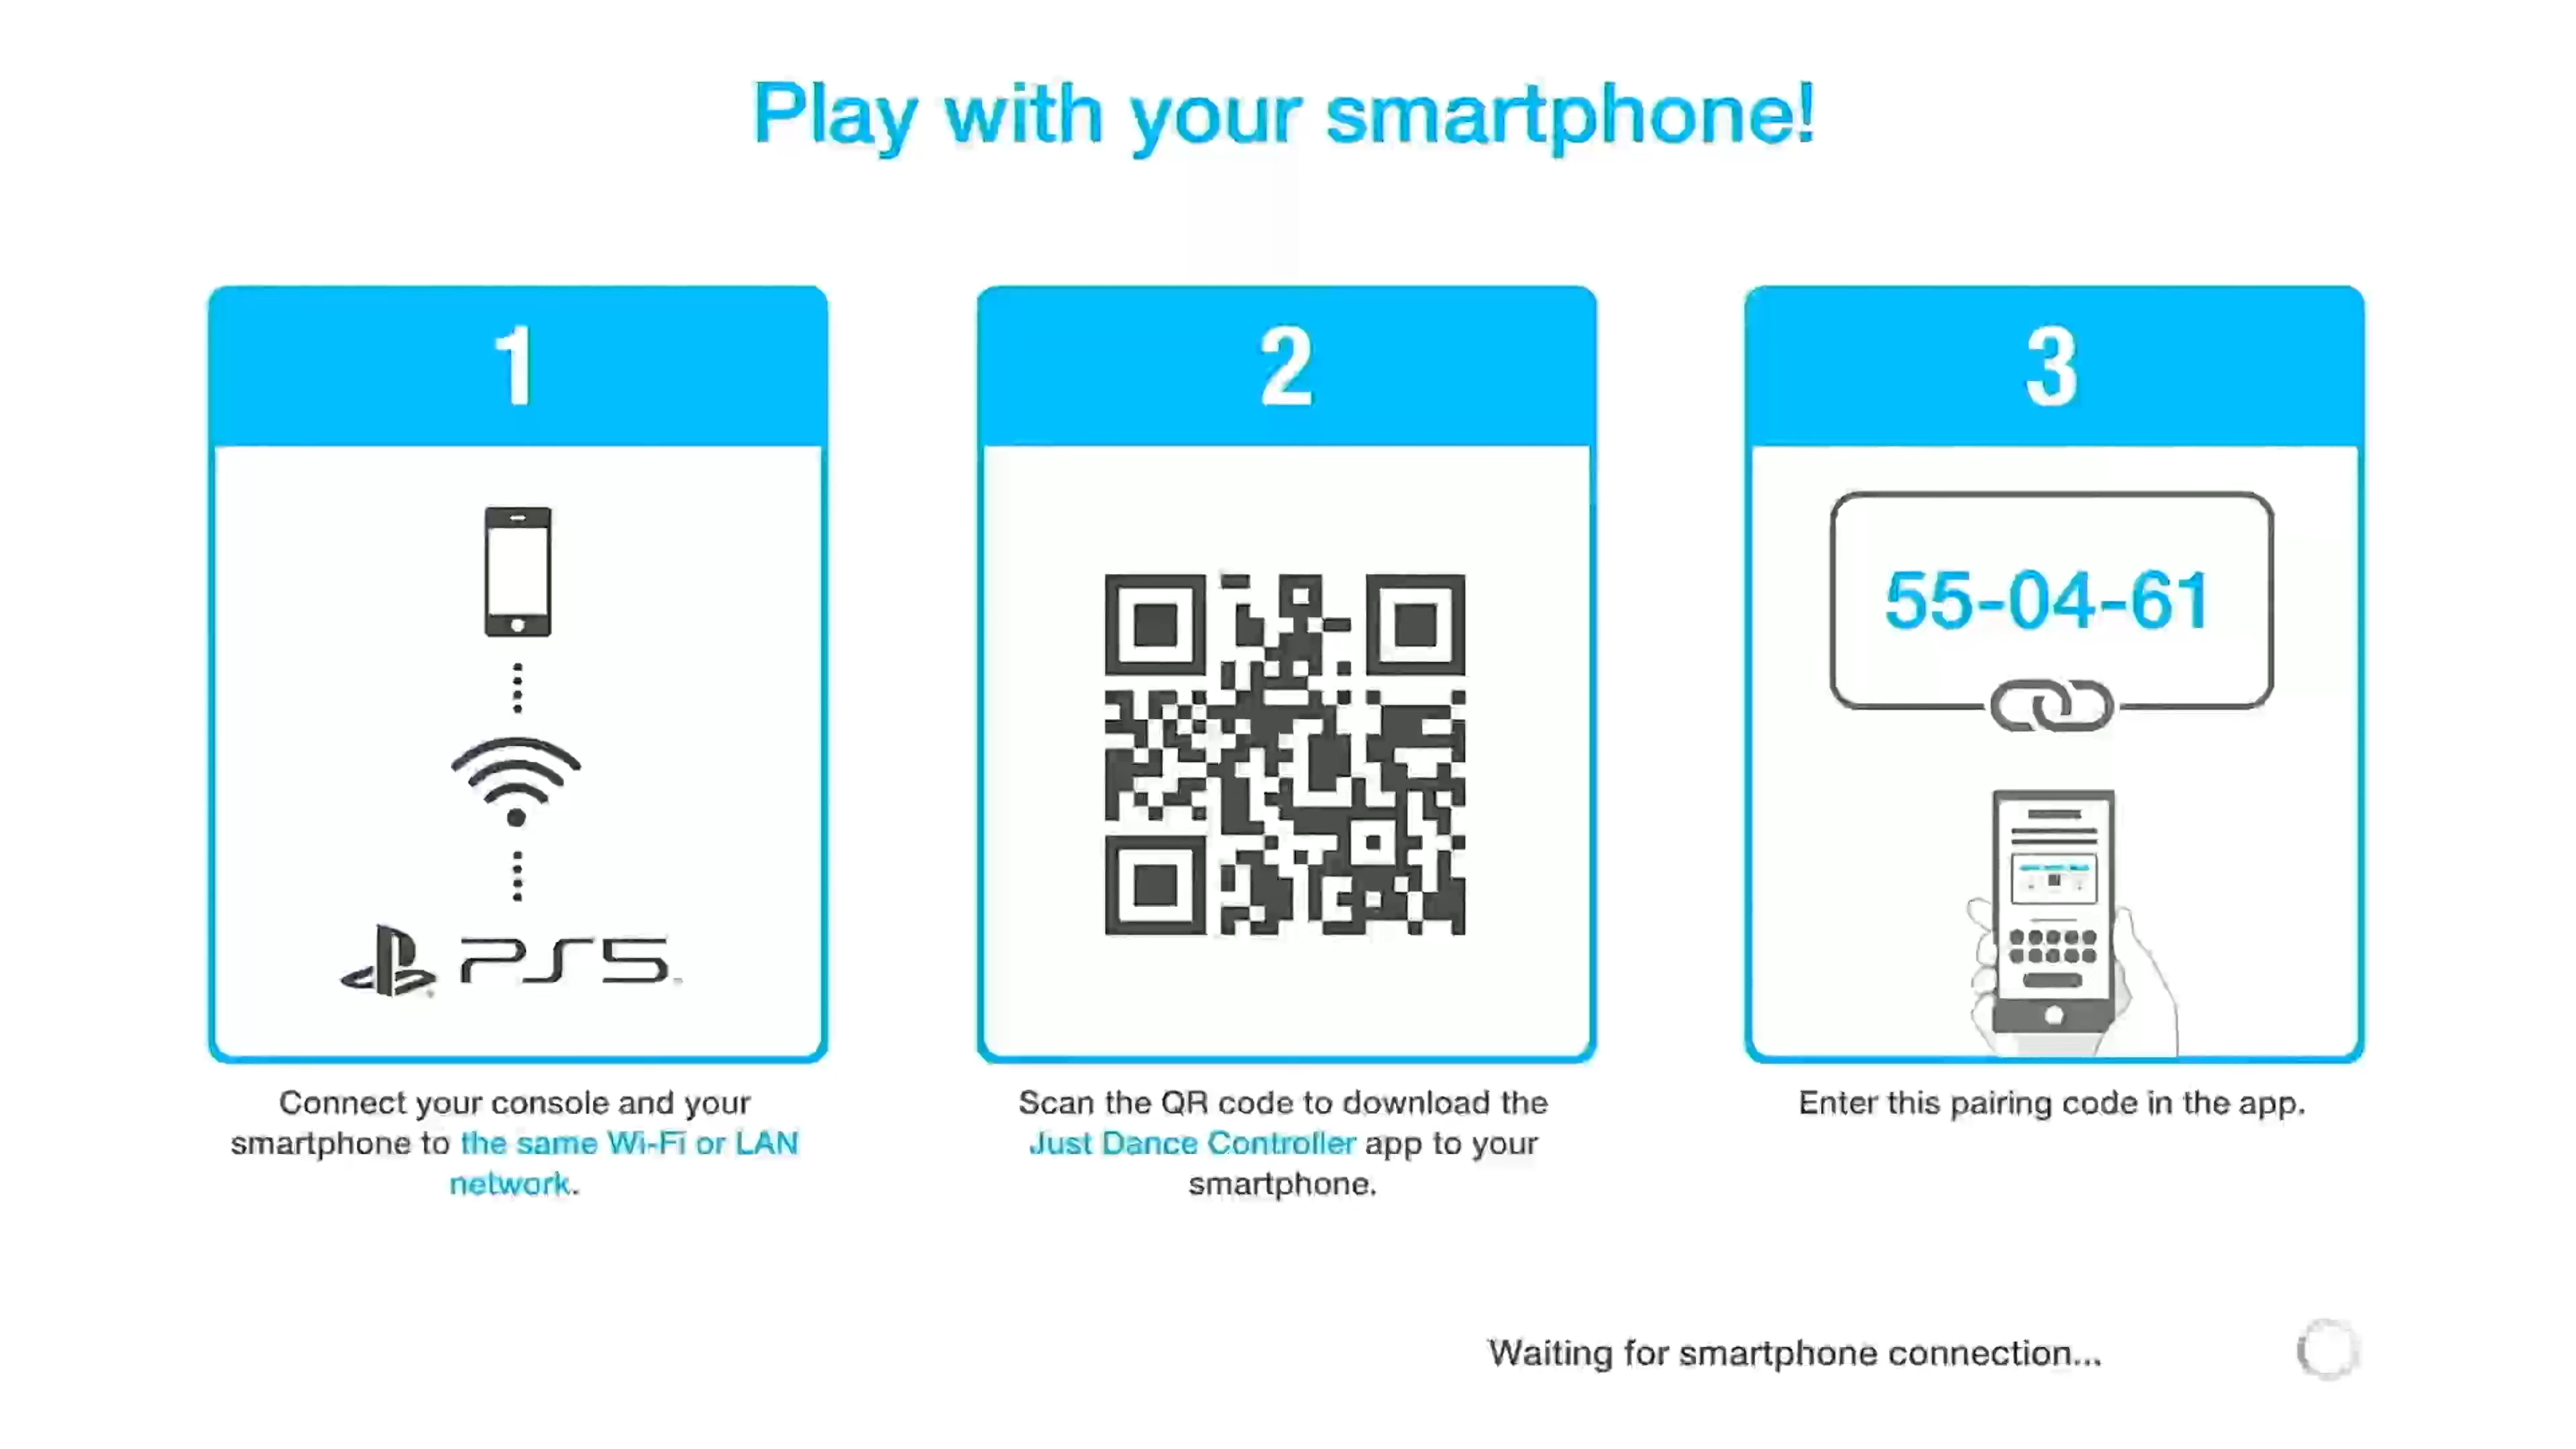 Play with your smartphone!
1
2
3
55-04-61
PS5
Connect your console and your
smartphone to the same Wi-Fi or LAN
network.
Scan the QR code to download the
Just Dance Controller app to your
smartphone.
Enter this pairing code in the app.
Waiting for smartphone connection...